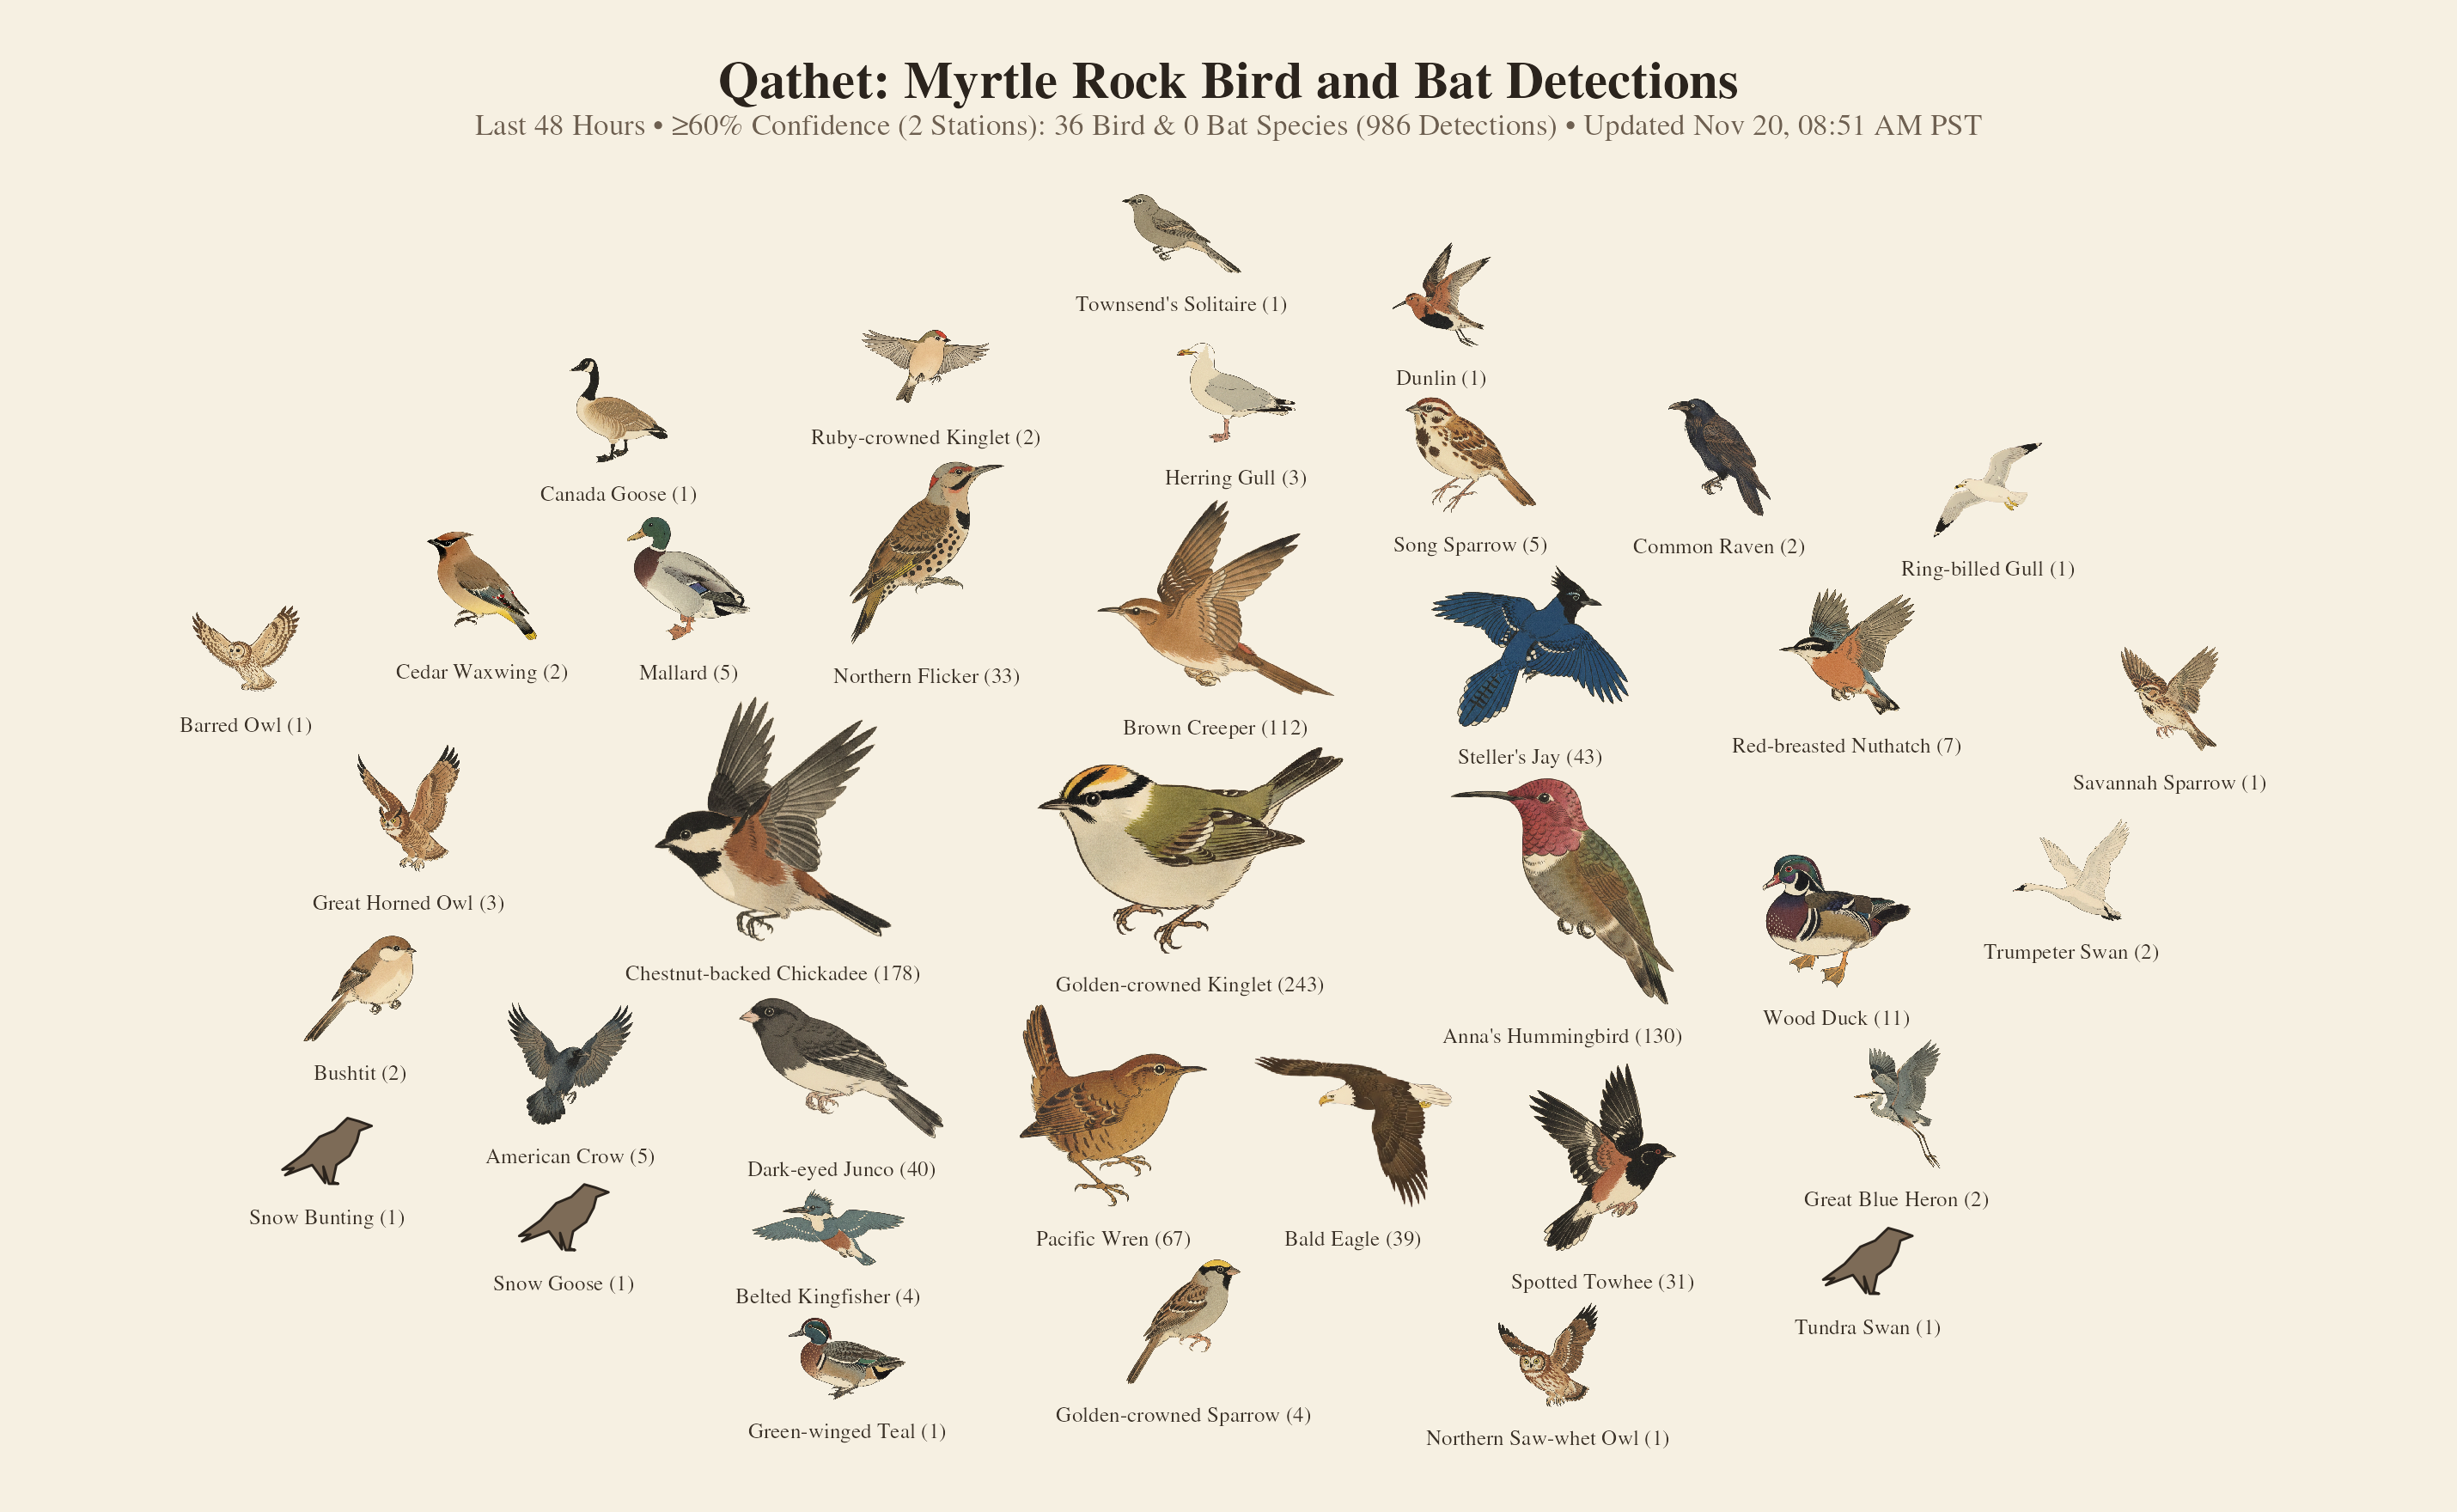 Qathet: Myrtle Rock Bird and Bat Detections
Last 48 Hours • ≥60% Confidence (2 Stations): 36 Bird & 0 Bat Species (986 Detections) • Updated Nov 20, 08:51 AM PST
Townsend's Solitaire (1)
Dunlin (1)
Ruby-crowned Kinglet (2)
Herring Gull (3)
Canada Goose (1)
Song Sparrow (5)
Common Raven (2)
Ring-billed Gull (1)
Cedar Waxwing (2)
Mallard (5)
Northern Flicker (33)
Barred Owl (1)
Brown Creeper (112)
Steller's Jay (43)
Red-breasted Nuthatch (7)
Savannah Sparrow (1)
Great Horned Owl (3)
Chestnut-backed Chickadee (178)
Golden-crowned Kinglet (243)
Trumpeter Swan (2)
Wood Duck (11)
Anna's Hummingbird (130)
Bushtit (2)
American Crow (5)
Dark-eyed Junco (40)
Great Blue Heron (2)
Snow Bunting (1)
Pacific Wren (67)
Bald Eagle (39)
Snow Goose (1)
Belted Kingfisher (4)
Spotted Towhee (31)
Tundra Swan (1)
Golden-crowned Sparrow (4)
Green-winged Teal (1)
Northern Saw-whet Owl (1)